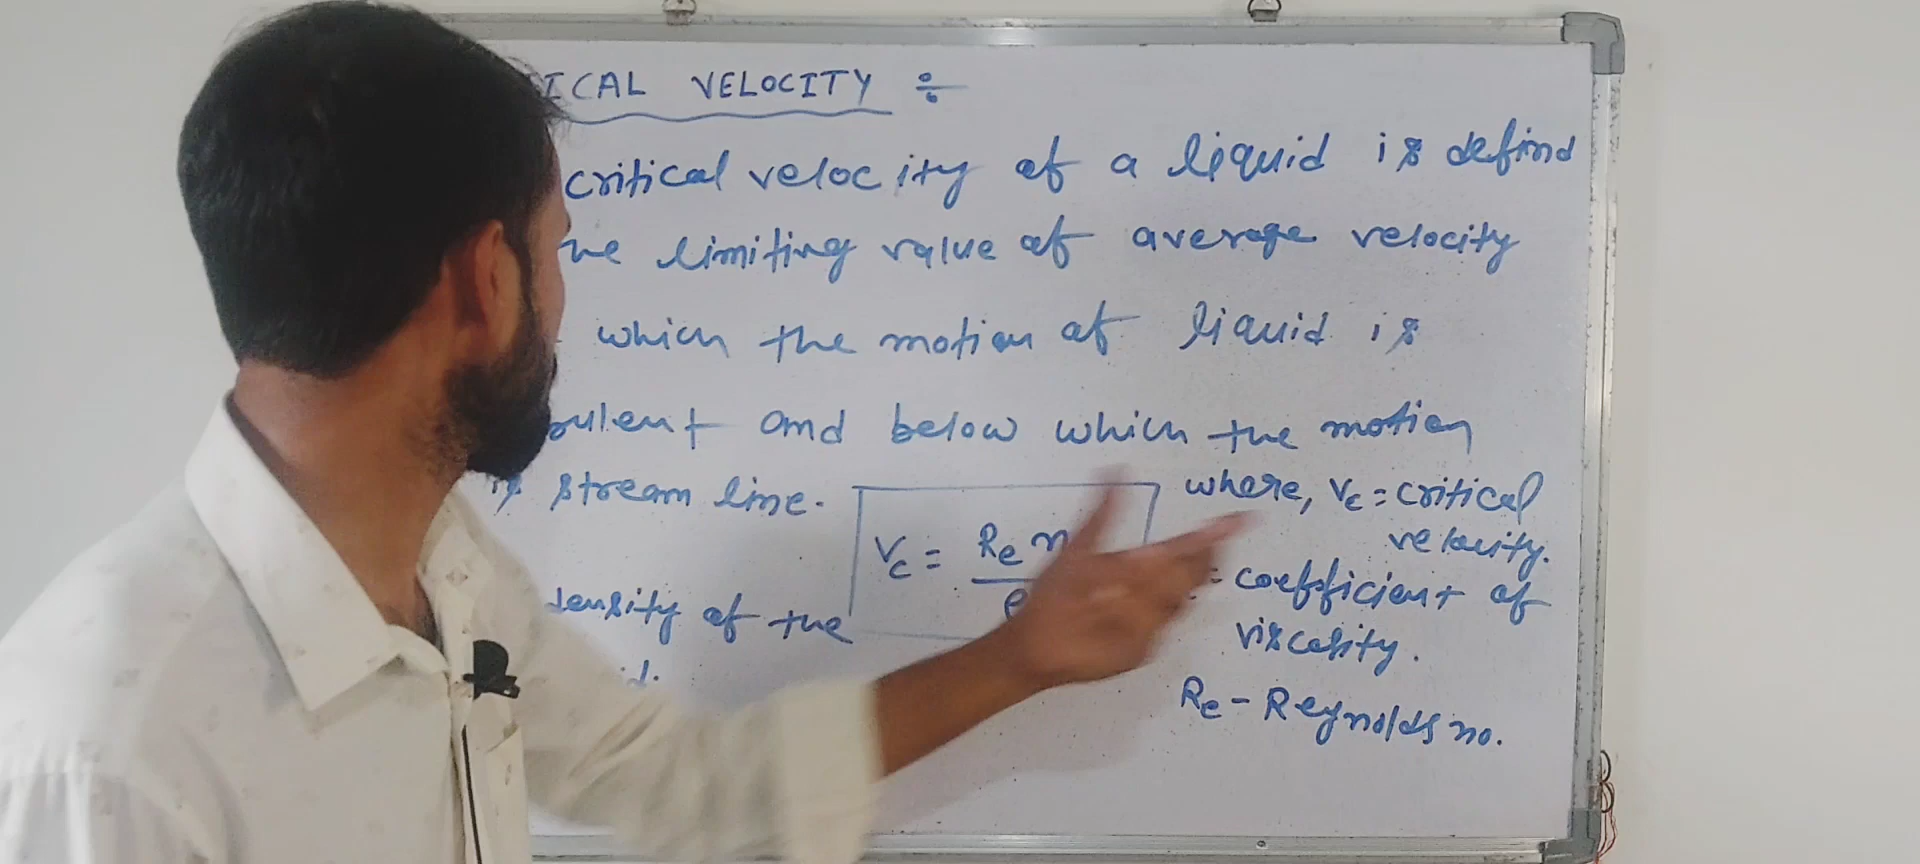 ICAL VELOCITY ÷
critical velocity of a liquid is defind
limiting value of average velocity
which the motion of liquid is
bulent and below which the motion
is stream line.
where, Vc = critical
velocity.
Vc = Re η
ρ
= coefficient of
viscosity.
density of the
Re - Reynolds no.